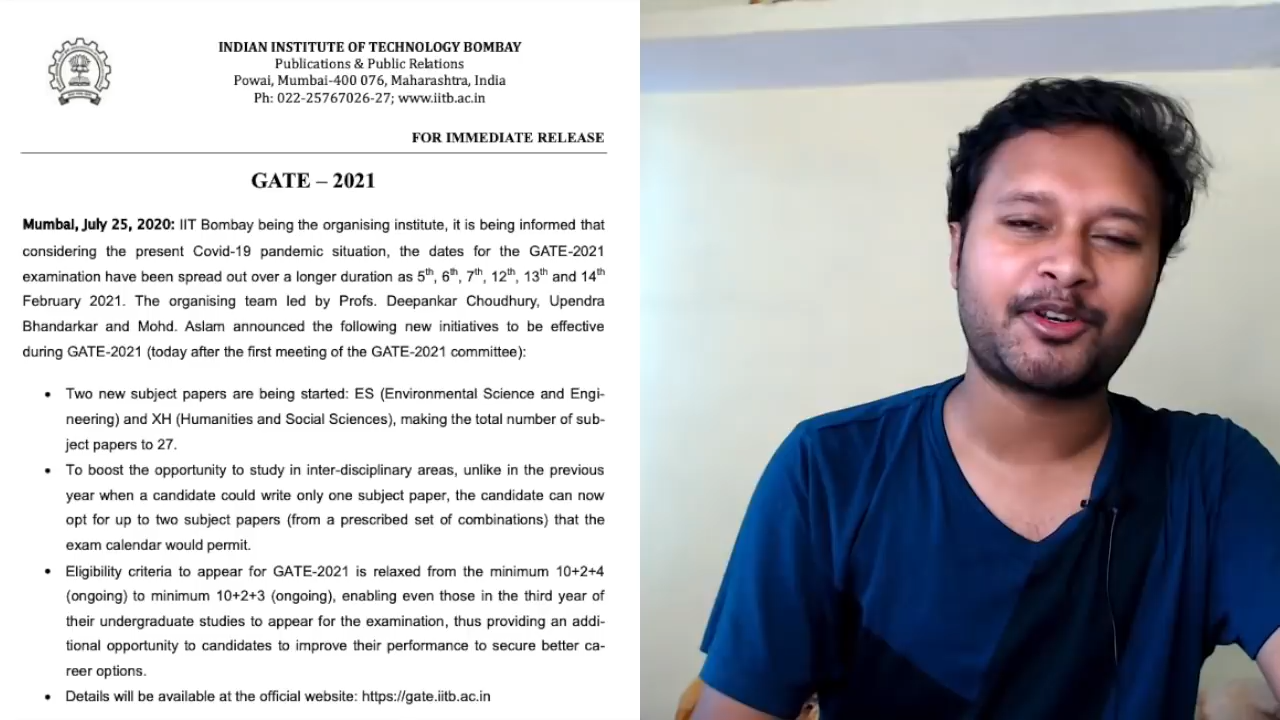 INDIAN INSTITUTE OF TECHNOLOGY BOMBAY
Publications & Public Relations
Powai, Mumbai-400 076, Maharashtra, India
Ph: 022-25767026-27; www.iitb.ac.in
FOR IMMEDIATE RELEASE
GATE – 2021
Mumbai, July 25, 2020: IIT Bombay being the organising institute, it is being informed that
considering the present Covid-19 pandemic situation, the dates for the GATE-2021
examination have been spread out over a longer duration as 5th, 6th, 7th, 12th, 13th and 14th
February 2021. The organising team led by Profs. Deepankar Choudhury, Upendra
Bhandarkar and Mohd. Aslam announced the following new initiatives to be effective
during GATE-2021 (today after the first meeting of the GATE-2021 committee):
• Two new subject papers are being started: ES (Environmental Science and Engi-
neering) and XH (Humanities and Social Sciences), making the total number of sub-
ject papers to 27.
• To boost the opportunity to study in inter-disciplinary areas, unlike in the previous
year when a candidate could write only one subject paper, the candidate can now
opt for up to two subject papers (from a prescribed set of combinations) that the
exam calendar would permit.
• Eligibility criteria to appear for GATE-2021 is relaxed from the minimum 10+2+4
(ongoing) to minimum 10+2+3 (ongoing), enabling even those in the third year of
their undergraduate studies to appear for the examination, thus providing an addi-
tional opportunity to candidates to improve their performance to secure better ca-
reer options.
• Details will be available at the official website: https://gate.iitb.ac.in